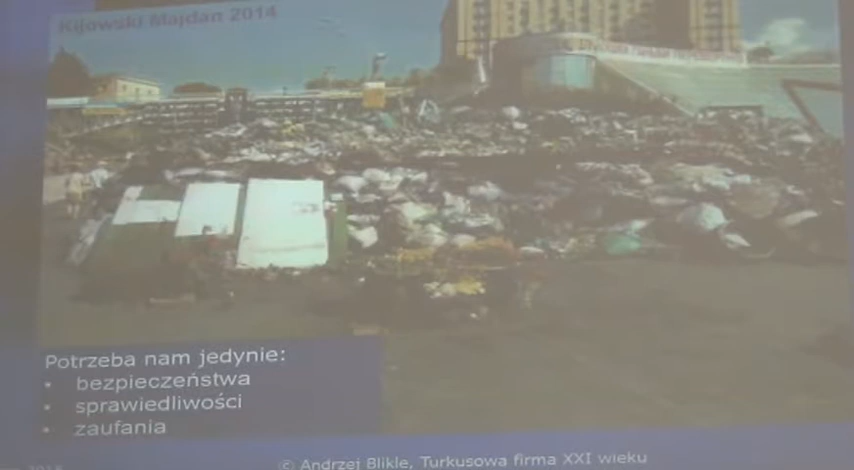 Kijowski Majdan 2014
Potrzeba nam jedynie:
• bezpieczeństwa
• sprawiedliwości
• zaufania
© Andrzej Blikle, Turkusowa firma XXI wieku